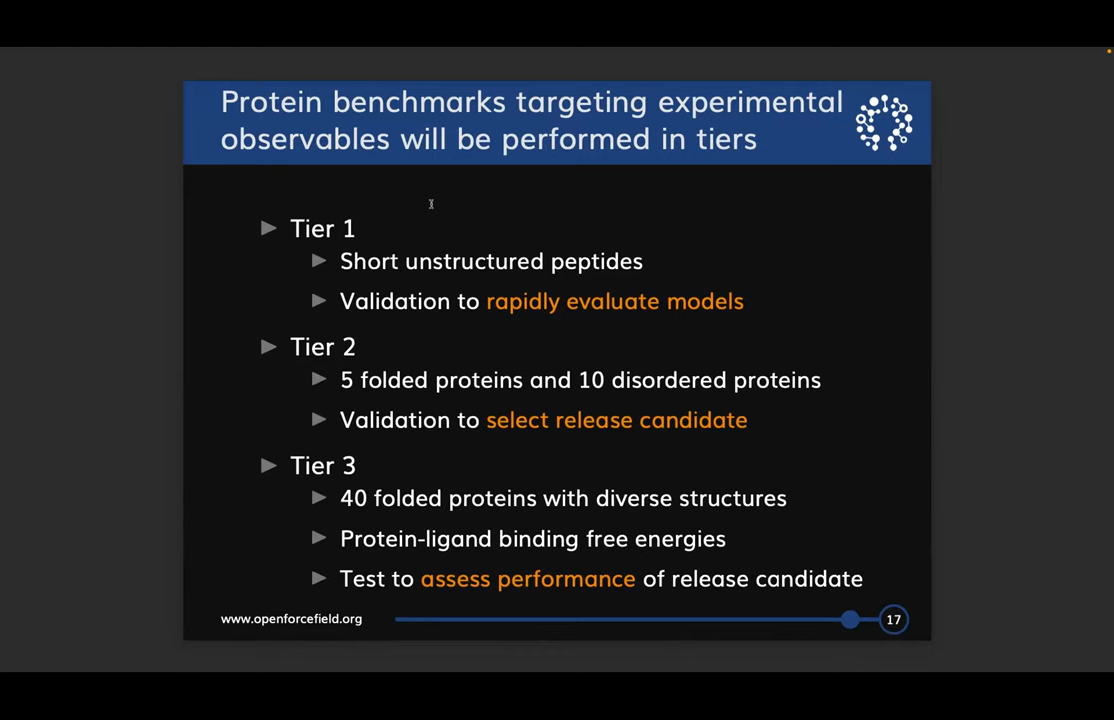 Protein benchmarks targeting experimental
observables will be performed in tiers
Tier 1
Short unstructured peptides
Validation to rapidly evaluate models
Tier 2
5 folded proteins and 10 disordered proteins
Validation to select release candidate
Tier 3
40 folded proteins with diverse structures
Protein-ligand binding free energies
Test to assess performance of release candidate
www.openforcefield.org
17